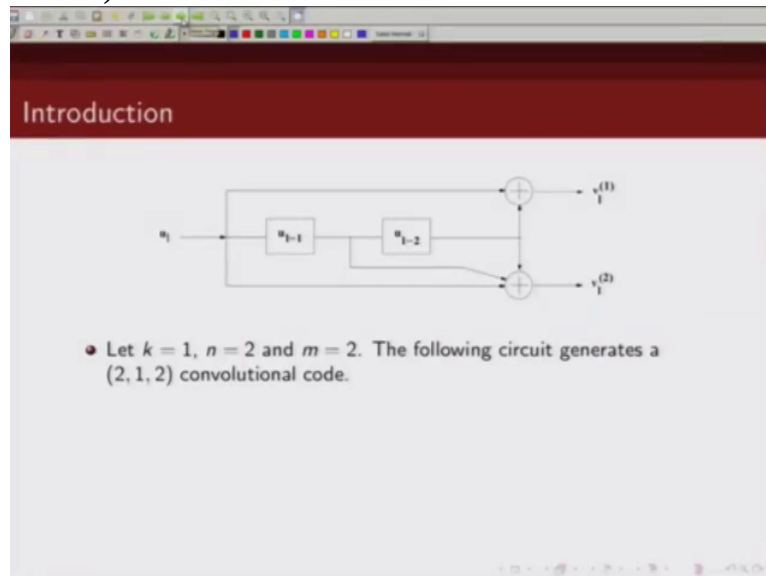 Introduction
v_l^{(1)}
u_l
u_{l-1}
u_{l-2}
v_l^{(2)}
Let k = 1, n = 2 and m = 2. The following circuit generates a
(2, 1, 2) convolutional code.